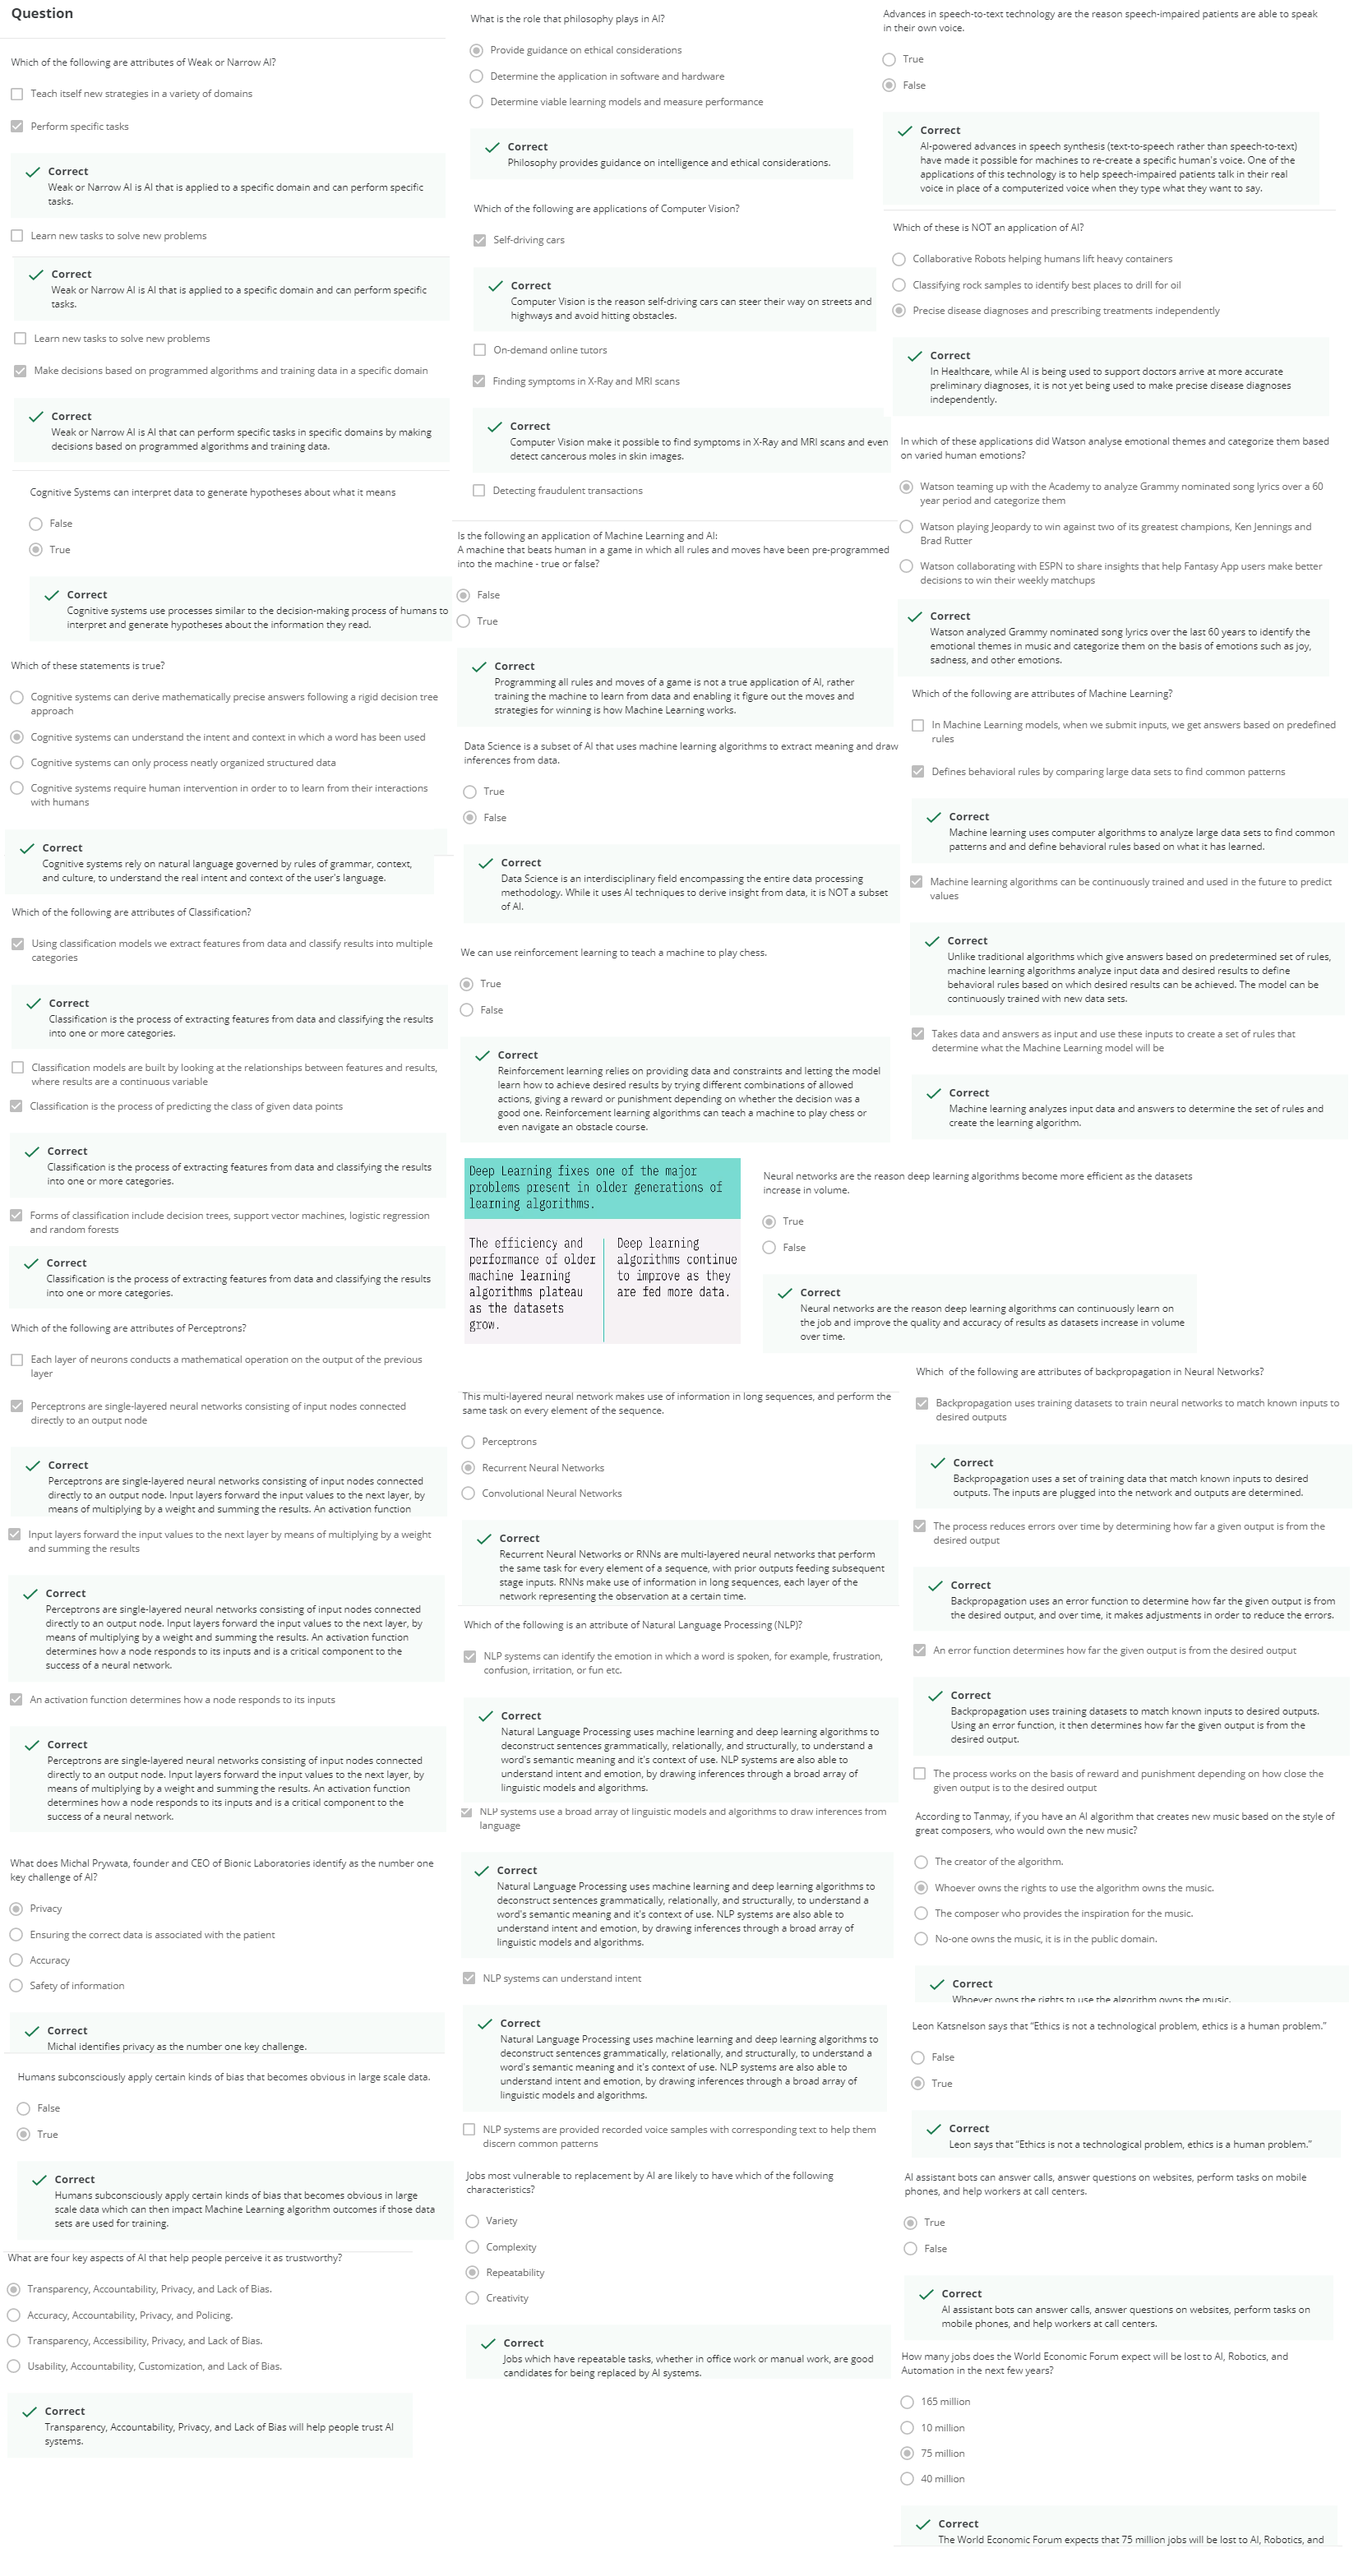 Question
Which of the following are attributes of Weak or Narrow AI?
Teach itself new strategies in a variety of domains
Perform specific tasks
Correct
Weak or Narrow AI is AI that is applied to a specific domain and can perform specific
tasks.
Learn new tasks to solve new problems
Correct
Weak or Narrow AI is AI that is applied to a specific domain and can perform specific
tasks.
Learn new tasks to solve new problems
Make decisions based on programmed algorithms and training data in a specific domain
Correct
Weak or Narrow AI is AI that can perform specific tasks in specific domains by making
decisions based on programmed algorithms and training data.
Cognitive Systems can interpret data to generate hypotheses about what it means
False
True
Correct
Cognitive systems use processes similar to the decision-making process of humans to
interpret and generate hypotheses about the information they read.
Which of these statements is true?
Cognitive systems can derive mathematically precise answers following a rigid decision tree
approach
Cognitive systems can understand the intent and context in which a word has been used
Cognitive systems can only process neatly organized structured data
Cognitive systems require human intervention in order to to learn from their interactions
with humans
Correct
Cognitive systems rely on natural language governed by rules of grammar, context,
and culture, to understand the real intent and context of the user's language.
Which of the following are attributes of Classification?
Using classification models we extract features from data and classify results into multiple
categories
Correct
Classification is the process of extracting features from data and classifying the results
into one or more categories.
Classification models are built by looking at the relationships between features and results,
where results are a continuous variable
Classification is the process of predicting the class of given data points
Correct
Classification is the process of extracting features from data and classifying the results
into one or more categories.
Forms of classification include decision trees, support vector machines, logistic regression
and random forests
Correct
Classification is the process of extracting features from data and classifying the results
into one or more categories.
Which of the following are attributes of Perceptrons?
Each layer of neurons conducts a mathematical operation on the output of the previous
layer
Perceptrons are single-layered neural networks consisting of input nodes connected
directly to an output node
Correct
Perceptrons are single-layered neural networks consisting of input nodes connected
directly to an output node. Input layers forward the input values to the next layer, by
means of multiplying by a weight and summing the results. An activation function
Input layers forward the input values to the next layer by means of multiplying by a weight
and summing the results
Correct
Perceptrons are single-layered neural networks consisting of input nodes connected
directly to an output node. Input layers forward the input values to the next layer, by
means of multiplying by a weight and summing the results. An activation function
determines how a node responds to its inputs and is a critical component to the
success of a neural network.
An activation function determines how a node responds to its inputs
Correct
Perceptrons are single-layered neural networks consisting of input nodes connected
directly to an output node. Input layers forward the input values to the next layer, by
means of multiplying by a weight and summing the results. An activation function
determines how a node responds to its inputs and is a critical component to the
success of a neural network.
What does Michal Prywata, founder and CEO of Bionic Laboratories identify as the number one
key challenge of AI?
Privacy
Ensuring the correct data is associated with the patient
Accuracy
Safety of information
Correct
Michal identifies privacy as the number one key challenge.
Humans subconsciously apply certain kinds of bias that becomes obvious in large scale data.
False
True
Correct
Humans subconsciously apply certain kinds of bias that becomes obvious in large
scale data which can then impact Machine Learning algorithm outcomes if those data
sets are used for training.
What are four key aspects of AI that help people perceive it as trustworthy?
Transparency, Accountability, Privacy, and Lack of Bias.
Accuracy, Accountability, Privacy, and Policing.
Transparency, Accessibility, Privacy, and Lack of Bias.
Usability, Accountability, Customization, and Lack of Bias.
Correct
Transparency, Accountability, Privacy, and Lack of Bias will help people trust AI
systems.
What is the role that philosophy plays in AI?
Provide guidance on ethical considerations
Determine the application in software and hardware
Determine viable learning models and measure performance
Correct
Philosophy provides guidance on intelligence and ethical considerations.
Which of the following are applications of Computer Vision?
Self-driving cars
Correct
Computer Vision is the reason self-driving cars can steer their way on streets and
highways and avoid hitting obstacles.
On-demand online tutors
Finding symptoms in X-Ray and MRI scans
Correct
Computer Vision make it possible to find symptoms in X-Ray and MRI scans and even
detect cancerous moles in skin images.
Detecting fraudulent transactions
Is the following an application of Machine Learning and AI:
A machine that beats human in a game in which all rules and moves have been pre-programmed
into the machine - true or false?
False
True
Correct
Programming all rules and moves of a game is not a true application of AI, rather
training the machine to learn from data and enabling it figure out the moves and
strategies for winning is how Machine Learning works.
Data Science is a subset of AI that uses machine learning algorithms to extract meaning and draw
inferences from data.
True
False
Correct
Data Science is an interdisciplinary field encompassing the entire data processing
methodology. While it uses AI techniques to derive insight from data, it is NOT a subset
of AI.
We can use reinforcement learning to teach a machine to play chess.
True
False
Correct
Reinforcement learning relies on providing data and constraints and letting the model
learn how to achieve desired results by trying different combinations of allowed
actions, giving a reward or punishment depending on whether the decision was a
good one. Reinforcement learning algorithms can teach a machine to play chess or
even navigate an obstacle course.
Deep Learning fixes one of the major
problems present in older generations of
learning algorithms.
The efficiency and
performance of older
machine learning
algorithms plateau
as the datasets
grow.
Deep learning
algorithms continue
to improve as they
are fed more data.
This multi-layered neural network makes use of information in long sequences, and perform the
same task on every element of the sequence.
Perceptrons
Recurrent Neural Networks
Convolutional Neural Networks
Correct
Recurrent Neural Networks or RNNs are multi-layered neural networks that perform
the same task for every element of a sequence, with prior outputs feeding subsequent
stage inputs. RNNs make use of information in long sequences, each layer of the
network representing the observation at a certain time.
Which of the following is an attribute of Natural Language Processing (NLP)?
NLP systems can identify the emotion in which a word is spoken, for example, frustration,
confusion, irritation, or fun etc.
Correct
Natural Language Processing uses machine learning and deep learning algorithms to
deconstruct sentences grammatically, relationally, and structurally, to understand a
word's semantic meaning and it's context of use. NLP systems are also able to
understand intent and emotion, by drawing inferences through a broad array of
linguistic models and algorithms.
NLP systems use a broad array of linguistic models and algorithms to draw inferences from
language
Correct
Natural Language Processing uses machine learning and deep learning algorithms to
deconstruct sentences grammatically, relationally, and structurally, to understand a
word's semantic meaning and it's context of use. NLP systems are also able to
understand intent and emotion, by drawing inferences through a broad array of
linguistic models and algorithms.
NLP systems can understand intent
Correct
Natural Language Processing uses machine learning and deep learning algorithms to
deconstruct sentences grammatically, relationally, and structurally, to understand a
word's semantic meaning and it's context of use. NLP systems are also able to
understand intent and emotion, by drawing inferences through a broad array of
linguistic models and algorithms.
NLP systems are provided recorded voice samples with corresponding text to help them
discern common patterns
Jobs most vulnerable to replacement by AI are likely to have which of the following
characteristics?
Variety
Complexity
Repeatability
Creativity
Correct
Jobs which have repeatable tasks, whether in office work or manual work, are good
candidates for being replaced by AI systems.
Advances in speech-to-text technology are the reason speech-impaired patients are able to speak
in their own voice.
True
False
Correct
AI-powered advances in speech synthesis (text-to-speech rather than speech-to-text)
have made it possible for machines to re-create a specific human's voice. One of the
applications of this technology is to help speech-impaired patients talk in their real
voice in place of a computerized voice when they type what they want to say.
Which of these is NOT an application of AI?
Collaborative Robots helping humans lift heavy containers
Classifying rock samples to identify best places to drill for oil
Precise disease diagnoses and prescribing treatments independently
Correct
In Healthcare, while AI is being used to support doctors arrive at more accurate
preliminary diagnoses, it is not yet being used to make precise disease diagnoses
independently.
In which of these applications did Watson analyse emotional themes and categorize them based
on varied human emotions?
Watson teaming up with the Academy to analyze Grammy nominated song lyrics over a 60
year period and categorize them
Watson playing Jeopardy to win against two of its greatest champions, Ken Jennings and
Brad Rutter
Watson collaborating with ESPN to share insights that help Fantasy App users make better
decisions to win their weekly matchups
Correct
Watson analyzed Grammy nominated song lyrics over the last 60 years to identify the
emotional themes in music and categorize them on the basis of emotions such as joy,
sadness, and other emotions.
Which of the following are attributes of Machine Learning?
In Machine Learning models, when we submit inputs, we get answers based on predefined
rules
Defines behavioral rules by comparing large data sets to find common patterns
Correct
Machine learning uses computer algorithms to analyze large data sets to find common
patterns and and define behavioral rules based on what it has learned.
Machine learning algorithms can be continuously trained and used in the future to predict
values
Correct
Unlike traditional algorithms which give answers based on predetermined set of rules,
machine learning algorithms analyze input data and desired results to define
behavioral rules based on which desired results can be achieved. The model can be
continuously trained with new data sets.
Takes data and answers as input and use these inputs to create a set of rules that
determine what the Machine Learning model will be
Correct
Machine learning analyzes input data and answers to determine the set of rules and
create the learning algorithm.
Neural networks are the reason deep learning algorithms become more efficient as the datasets
increase in volume.
True
False
Correct
Neural networks are the reason deep learning algorithms can continuously learn on
the job and improve the quality and accuracy of results as datasets increase in volume
over time.
Which of the following are attributes of backpropagation in Neural Networks?
Backpropagation uses training datasets to train neural networks to match known inputs to
desired outputs
Correct
Backpropagation uses a set of training data that match known inputs to desired
outputs. The inputs are plugged into the network and outputs are determined.
The process reduces errors over time by determining how far a given output is from the
desired output
Correct
Backpropagation uses an error function to determine how far the given output is from
the desired output, and over time, it makes adjustments in order to reduce the errors.
An error function determines how far the given output is from the desired output
Correct
Backpropagation uses training datasets to match known inputs to desired outputs.
Using an error function, it then determines how far the given output is from the
desired output.
The process works on the basis of reward and punishment depending on how close the
given output is to the desired output
According to Tanmay, if you have an AI algorithm that creates new music based on the style of
great composers, who would own the new music?
The creator of the algorithm.
Whoever owns the rights to use the algorithm owns the music.
The composer who provides the inspiration for the music.
No-one owns the music, it is in the public domain.
Correct
Whoever owns the rights to use the algorithm owns the music.
Leon Katsnelson says that “Ethics is not a technological problem, ethics is a human problem.”
False
True
Correct
Leon says that “Ethics is not a technological problem, ethics is a human problem.”
AI assistant bots can answer calls, answer questions on websites, perform tasks on mobile
phones, and help workers at call centers.
True
False
Correct
AI assistant bots can answer calls, answer questions on websites, perform tasks on
mobile phones, and help workers at call centers.
How many jobs does the World Economic Forum expect will be lost to AI, Robotics, and
Automation in the next few years?
165 million
10 million
75 million
40 million
Correct
The World Economic Forum expects that 75 million jobs will be lost to AI, Robotics, and